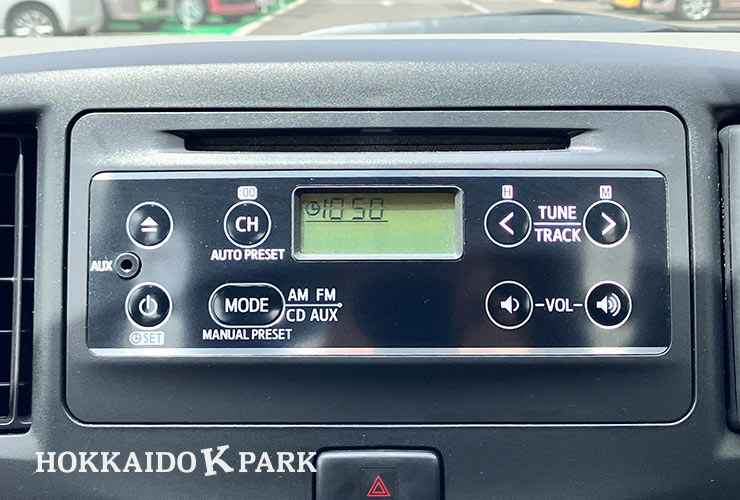 :00
H
M
CH
10 50
TUNE
TRACK
AUTO PRESET
AUX
MODE
AM FM
CD AUX
VOL
MANUAL PRESET
SET
HOKKAIDO K PARK